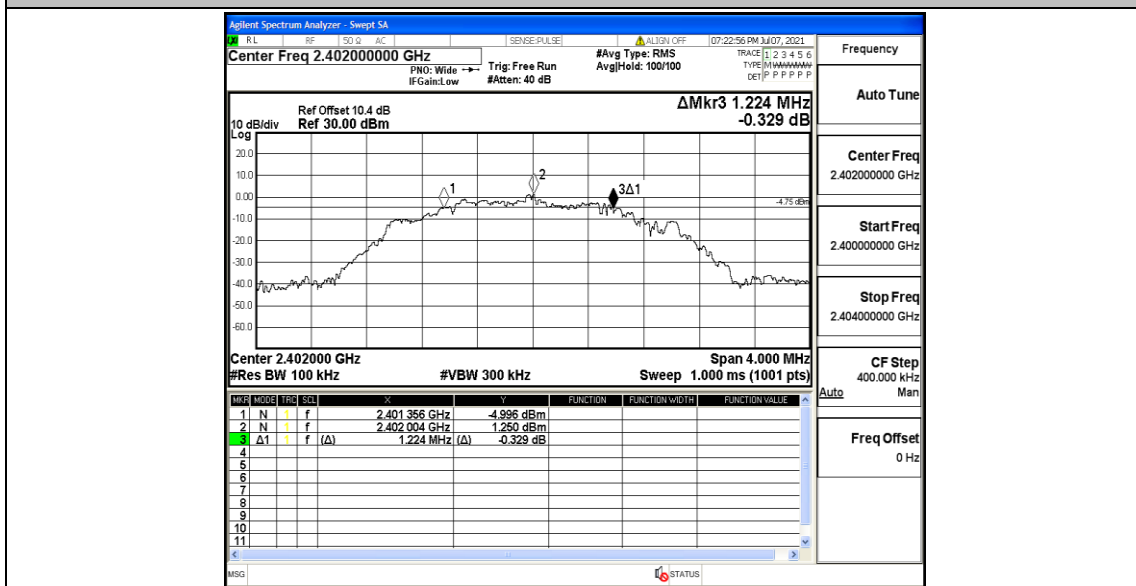 Agilent Spectrum Analyzer - Swept SA
RL RF 50 Ω AC SENSE:PULSE ALIGN OFF 07:22:56 PM Jul 07, 2021
Center Freq 2.402000000 GHz
PNO: Wide
IFGain:Low
Trig: Free Run
#Atten: 40 dB
#Avg Type: RMS
Avg|Hold: 100/100
TRACE 1 2 3 4 5 6
TYPE M WWWWW
DET P P P P P P
ΔMkr3 1.224 MHz
-0.329 dB
Ref Offset 10.4 dB
Ref 30.00 dBm
10 dB/div
Log
20.0
10.0
0.00
-10.0
-20.0
-30.0
-40.0
-50.0
-60.0
1
2
3Δ1
-4.75 dBm
Center 2.402000 GHz
Span 4.000 MHz
#Res BW 100 kHz
#VBW 300 kHz
Sweep 1.000 ms (1001 pts)
MKR MODE TRC SCL X Y FUNCTION FUNCTION WIDTH FUNCTION VALUE
1 N 1 f 2.401 356 GHz -4.996 dBm
2 N 1 f 2.402 004 GHz 1.250 dBm
3 Δ1 1 f (Δ) 1.224 MHz (Δ) -0.329 dB
4
5
6
7
8
9
10
11
MSG
STATUS
Frequency
Auto Tune
Center Freq
2.402000000 GHz
Start Freq
2.400000000 GHz
Stop Freq
2.404000000 GHz
CF Step
400.000 kHz
Auto Man
Freq Offset
0 Hz